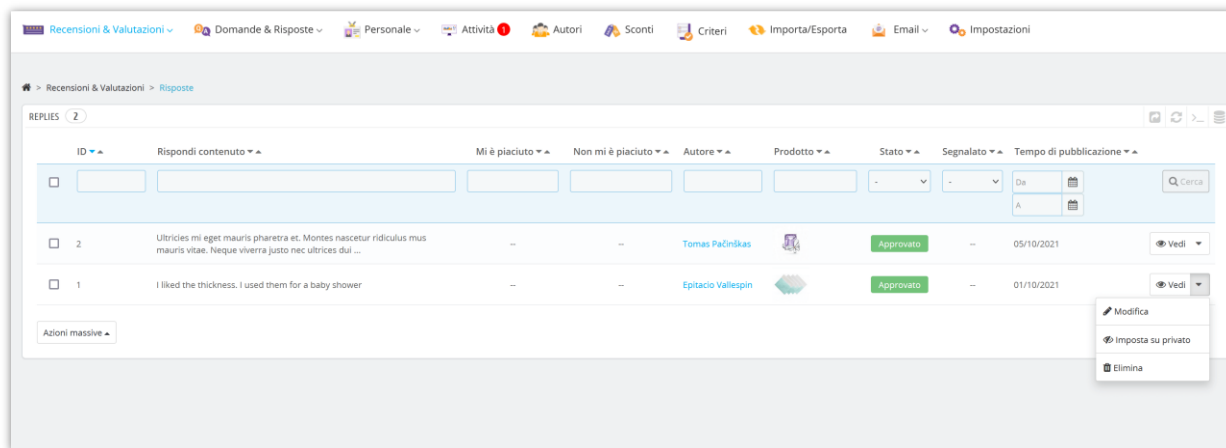 Recensioni & Valutazioni Domande & Risposte Personale Attività 1 Autori Sconti Criteri Importa/Esporta Email Impostazioni
> Recensioni & Valutazioni > Risposte
REPLIES 2
ID Rispondi contenuto Mi è piaciuto Non mi è piaciuto Autore Prodotto Stato Segnalato Tempo di pubblicazione
- - Da Cerca
A
2 Ultricies mi eget mauris pharetra et. Montes nascetur ridiculus mus -- -- Tomas Pačinškas Approvato -- 05/10/2021 Vedi
mauris vitae. Neque viverra justo nec ultrices dui ...
1 I liked the thickness. I used them for a baby shower -- -- Epitacio Vallespin Approvato -- 01/10/2021 Vedi
Modifica
Azioni massive
Imposta su privato
Elimina